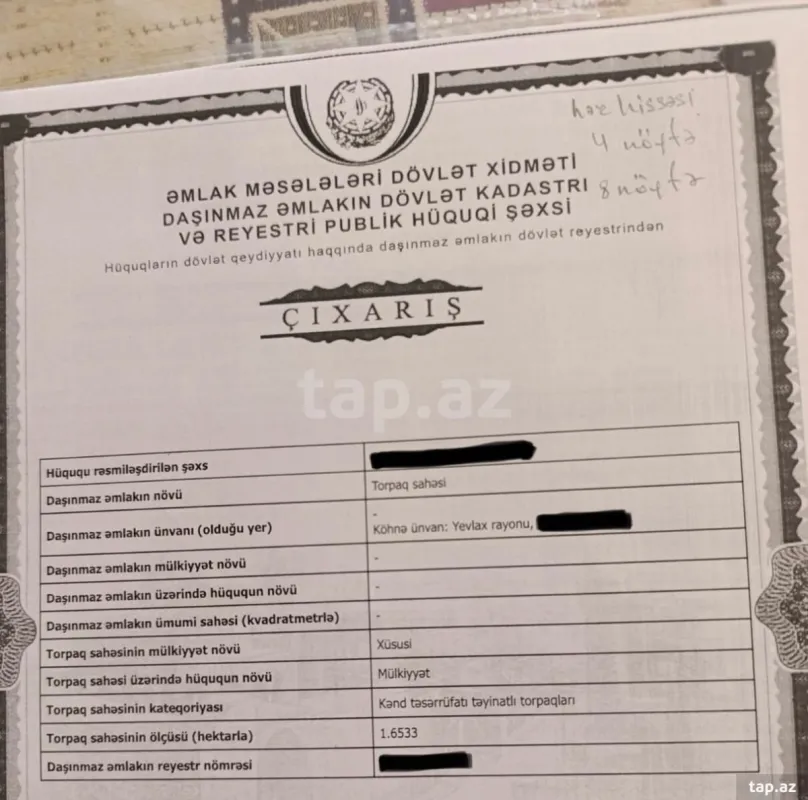 hər hissəsi
4 nöytə
8 nöytə
ƏMLAK MƏSƏLƏLƏRİ DÖVLƏT XİDMƏTİ
DAŞINMAZ ƏMLAKIN DÖVLƏT KADASTRI
VƏ REYESTRİ PUBLİK HÜQUQİ ŞƏXSİ
Hüquqların dövlət qeydiyyatı haqqında daşınmaz əmlakın dövlət reyestrindən
ÇIXARIŞ
tap.az
Hüququ rəsmiləşdirilən şəxs
Daşınmaz əmlakın növü Torpaq sahəsi
-
Daşınmaz əmlakın ünvanı (olduğu yer) Köhnə ünvan: Yevlax rayonu,
Daşınmaz əmlakın mülkiyyət növü -
Daşınmaz əmlakın üzərində hüququn növü -
Daşınmaz əmlakın ümumi sahəsi (kvadratmetrlə) -
Torpaq sahəsinin mülkiyyət növü Xüsusi
Torpaq sahəsi üzərində hüququn növü Mülkiyyət
Torpaq sahəsinin kateqoriyası Kənd təsərrüfatı təyinatlı torpaqları
Torpaq sahəsinin ölçüsü (hektarla) 1.6533
Daşınmaz əmlakın reyestr nömrəsi
tap.az